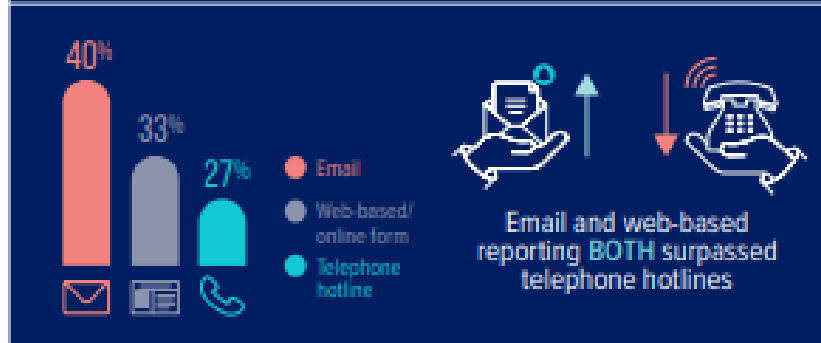 40%
33%
27%
Email
Web-based/
online form
Telephone
hotline
Email and web-based
reporting BOTH surpassed
telephone hotlines